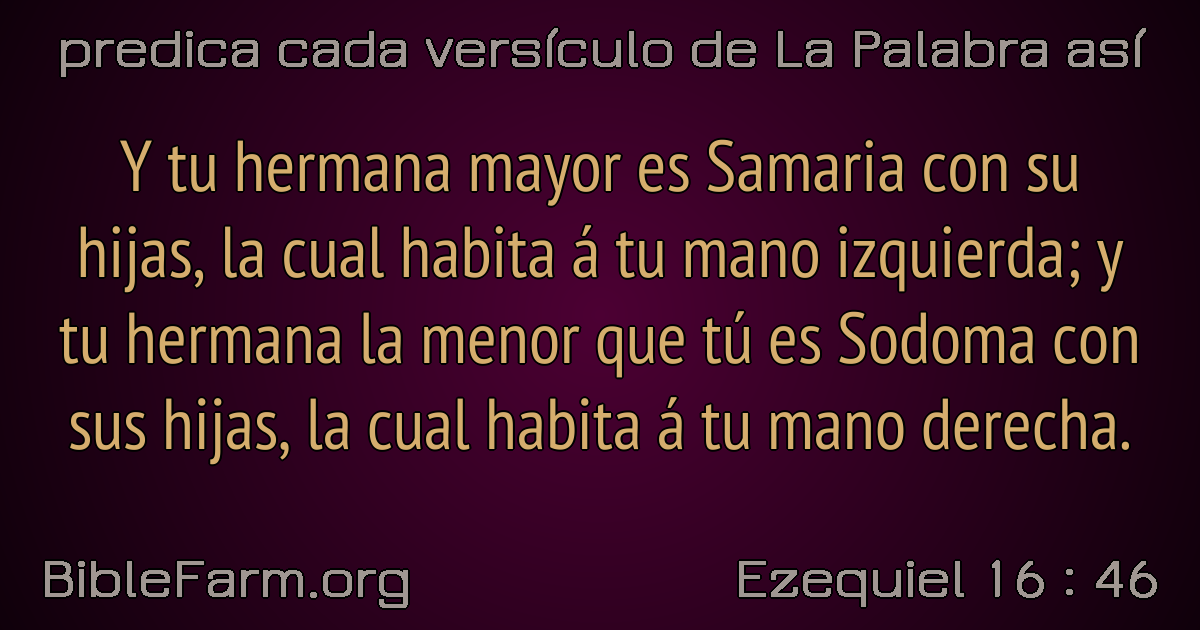 predica cada versículo de La Palabra así
Y tu hermana mayor es Samaria con su
hijas, la cual habita á tu mano izquierda; y
tu hermana la menor que tú es Sodoma con
sus hijas, la cual habita á tu mano derecha.
BibleFarm.org
Ezequiel 16 : 46